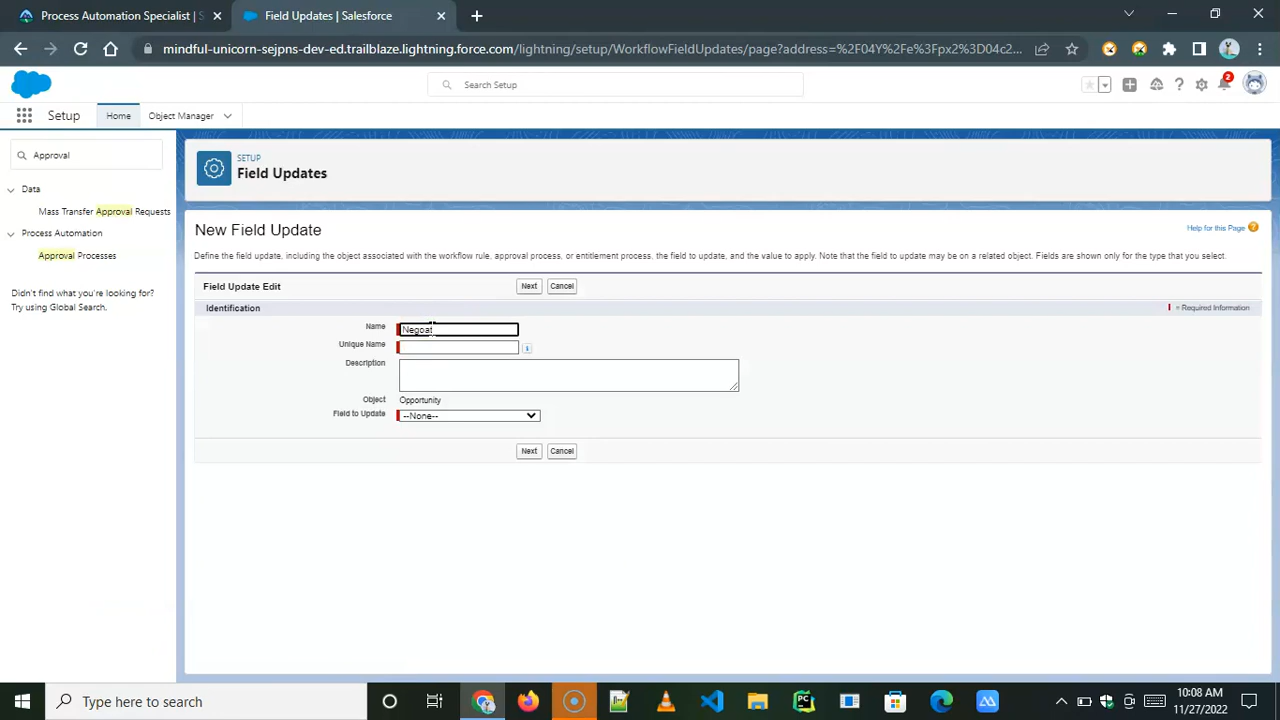 Process Automation Specialist | S
Field Updates | Salesforce
mindful-unicorn-sejpns-dev-ed.trailblaze.lightning.force.com/lightning/setup/WorkflowFieldUpdates/page?address=%2F04Y%2Fe%3Fpx2%3D04c2...
Search Setup
2
Setup
Home
Object Manager
Approval
Data
Mass Transfer Approval Requests
Process Automation
Approval Processes
Didn't find what you're looking for?
Try using Global Search.
SETUP
Field Updates
New Field Update
Help for this Page
Define the field update, including the object associated with the workflow rule, approval process, or entitlement process, the field to update, and the value to apply. Note that the field to update may be on a related object. Fields are shown only for the type that you select.
Field Update Edit
Next
Cancel
Identification
= Required Information
Name
Negoat
Unique Name
Description
Object
Opportunity
Field to Update
--None--
Next
Cancel
Type here to search
10:08 AM
11/27/2022